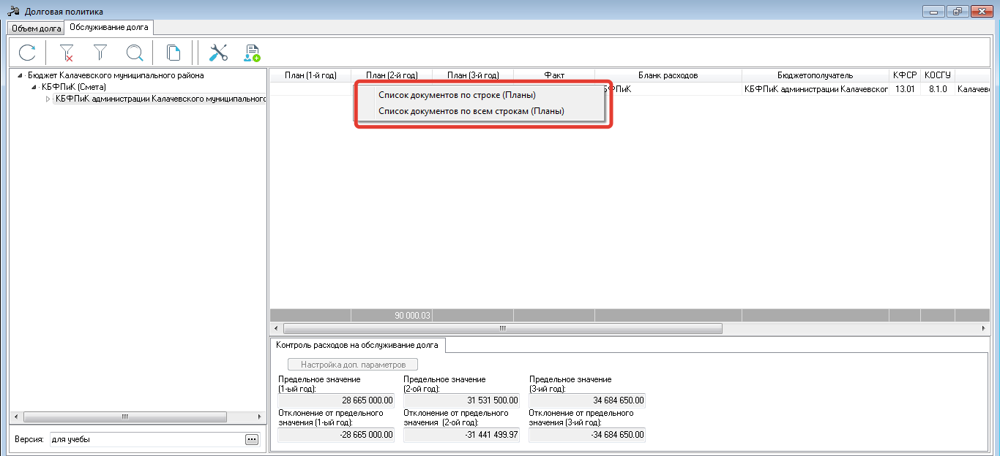 Долговая политика
Объем долга Обслуживание долга
Бюджет Калачевского муниципального района
КБФПиК (Смета)
КБФПиК администрации Калачевского муниципального
План (1-й год) План (2-й год) План (3-й год) Факт Бланк расходов Бюджетополучатель КФСР КОСГУ
БФПиК КБФПиК администрации Калачевског 13.01 8.1.0 Калачев
Список документов по строке (Планы)
Список документов по всем строкам (Планы)
90 000.03
Контроль расходов на обслуживание долга
Настройка доп. параметров
Предельное значение (1-ый год):
28 665 000.00
Предельное значение (2-ой год):
31 531 500.00
Предельное значение (3-ий год):
34 684 650.00
Отклонение от предельного значения (1-ый год):
-28 665 000.00
Отклонение от предельного значения (2-ой год):
-31 441 499.97
Отклонение от предельного значения (3-ий год):
-34 684 650.00
Версия: для учебы